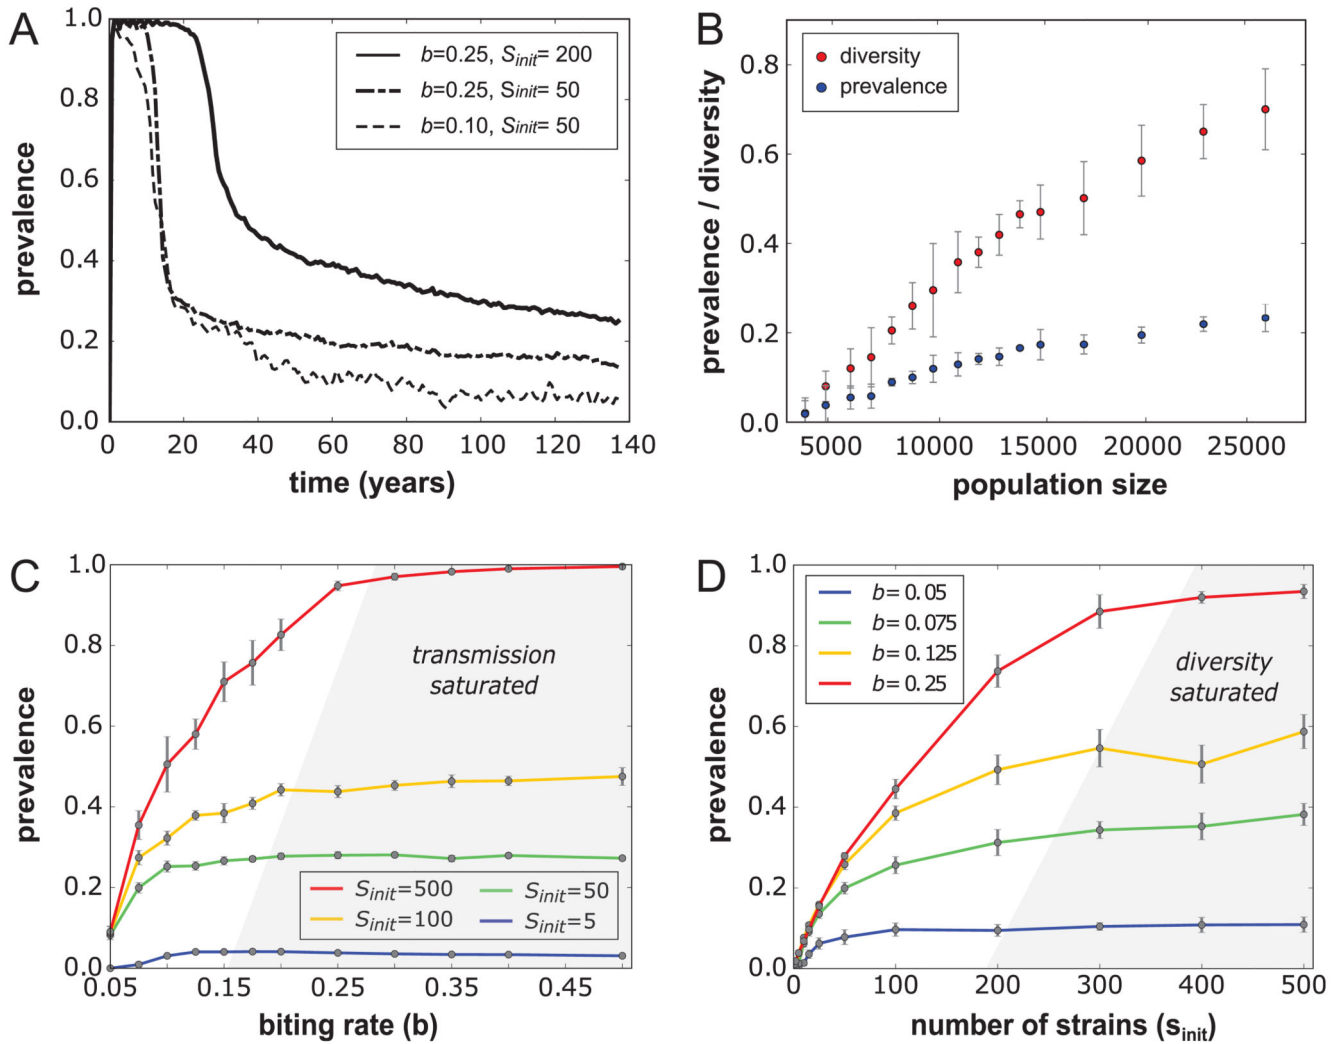 A
1.0
0.8
0.6
0.4
0.2
0.0
prevalence
b=0.25, Sinit= 200
b=0.25, Sinit= 50
b=0.10, Sinit= 50
0 20 40 60 80 100 120 140
time (years)
B
0.8
0.6
0.4
0.2
0.0
prevalence / diversity
diversity
prevalence
5000 10000 15000 20000 25000
population size
C
1.0
0.8
0.6
0.4
0.2
0.0
prevalence
transmission
saturated
Sinit=500 Sinit=50
Sinit=100 Sinit=5
0.05 0.15 0.25 0.35 0.45
biting rate (b)
D
1.0
0.8
0.6
0.4
0.2
0.0
prevalence
b=0.05
b=0.075
b=0.125
b=0.25
diversity
saturated
0 100 200 300 400 500
number of strains (sinit)